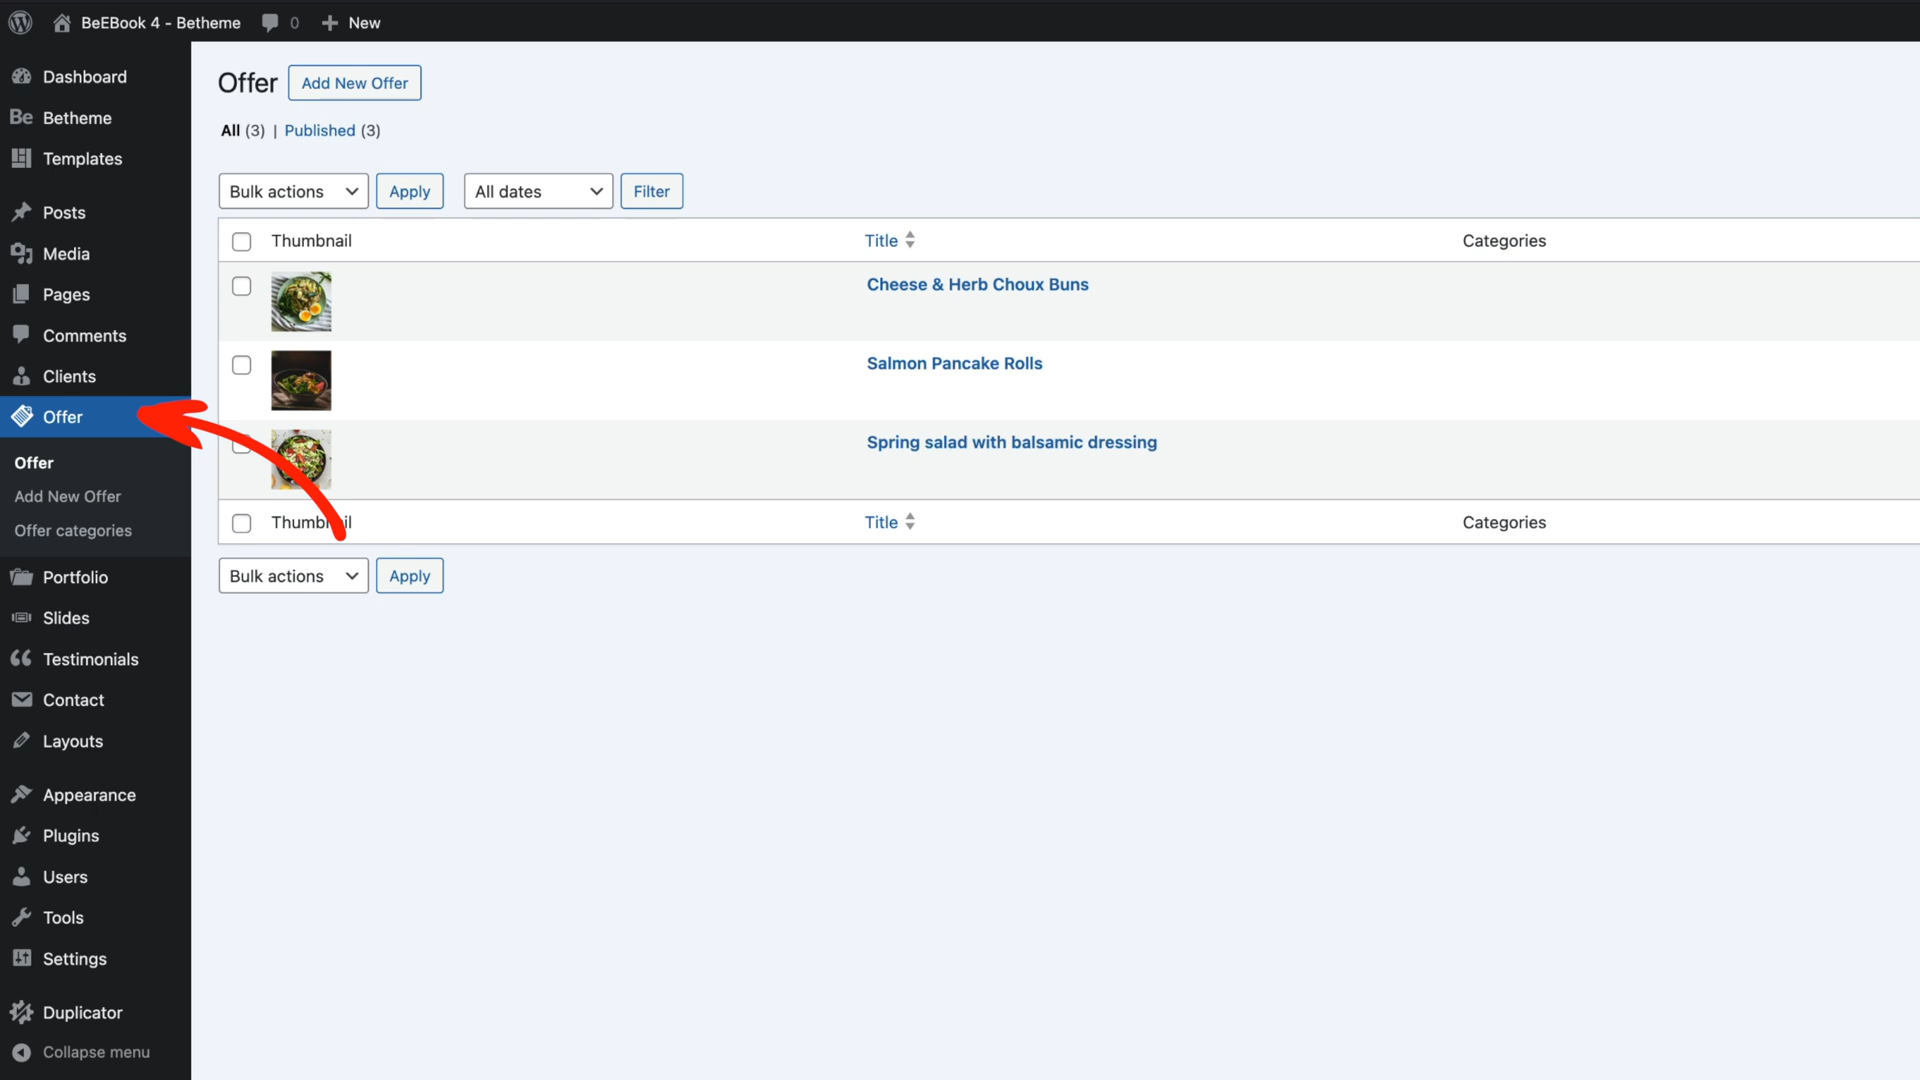 BeEBook 4 - Betheme 0 New
Dashboard
Be Betheme
Templates
Posts
Media
Pages
Comments
Clients
Offer
Offer
Add New Offer
Offer categories
Portfolio
Slides
Testimonials
Contact
Layouts
Appearance
Plugins
Users
Tools
Settings
Duplicator
Collapse menu
Offer Add New Offer
All (3) | Published (3)
Bulk actions Apply All dates Filter
Thumbnail Title Categories
Cheese & Herb Choux Buns
Salmon Pancake Rolls
Spring salad with balsamic dressing
Thumbnail Title Categories
Bulk actions Apply